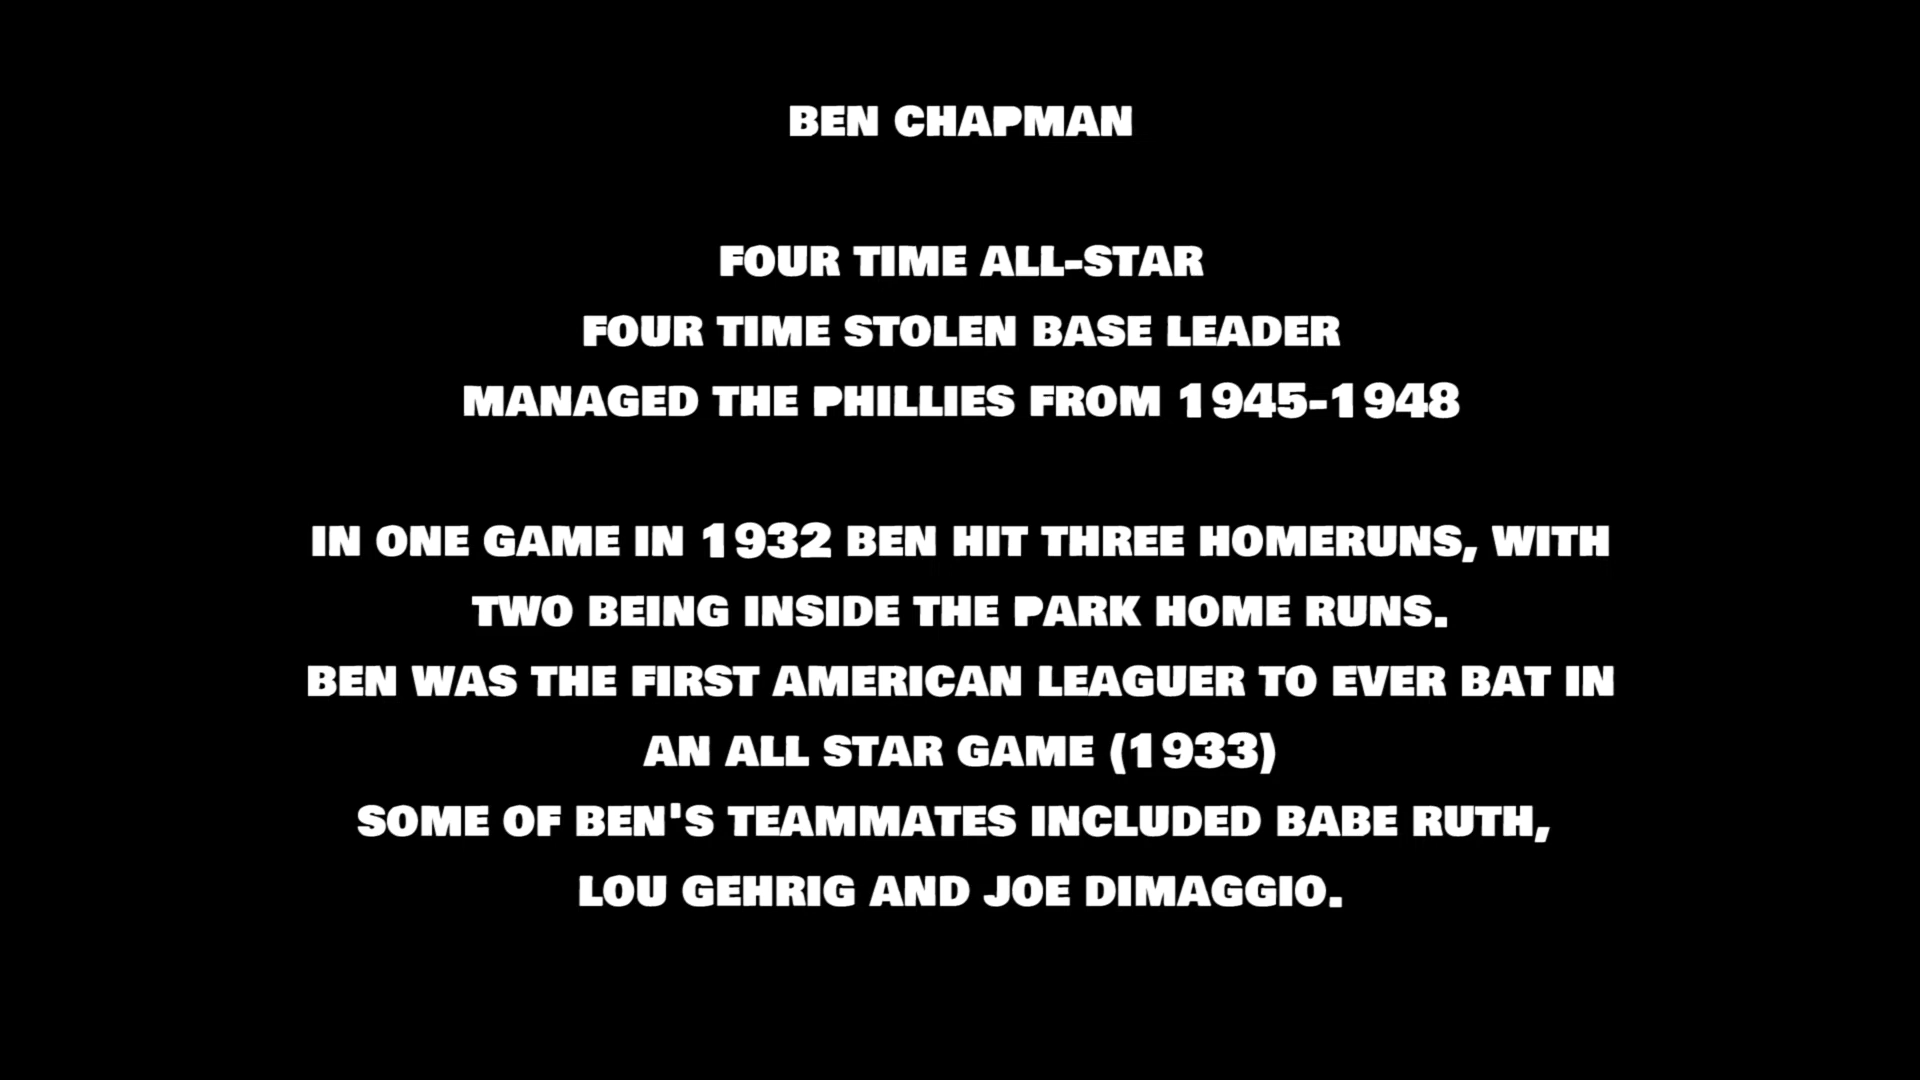 BEN CHAPMAN
FOUR TIME ALL-STAR
FOUR TIME STOLEN BASE LEADER
MANAGED THE PHILLIES FROM 1945-1948
IN ONE GAME IN 1932 BEN HIT THREE HOMERUNS, WITH
TWO BEING INSIDE THE PARK HOME RUNS.
BEN WAS THE FIRST AMERICAN LEAGUER TO EVER BAT IN
AN ALL STAR GAME (1933)
SOME OF BEN'S TEAMMATES INCLUDED BABE RUTH,
LOU GEHRIG AND JOE DIMAGGIO.